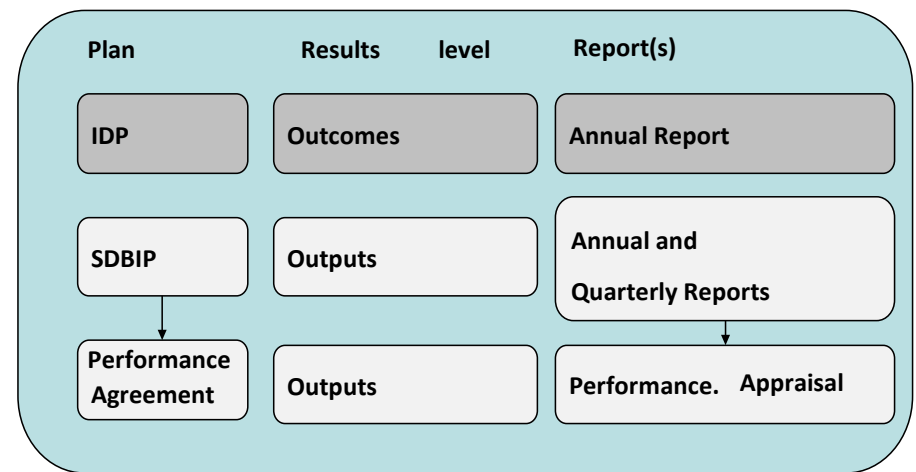 Plan Results level Report(s)
IDP Outcomes Annual Report
SDBIP Outputs Annual and
Quarterly Reports
Performance
Agreement Outputs Performance. Appraisal